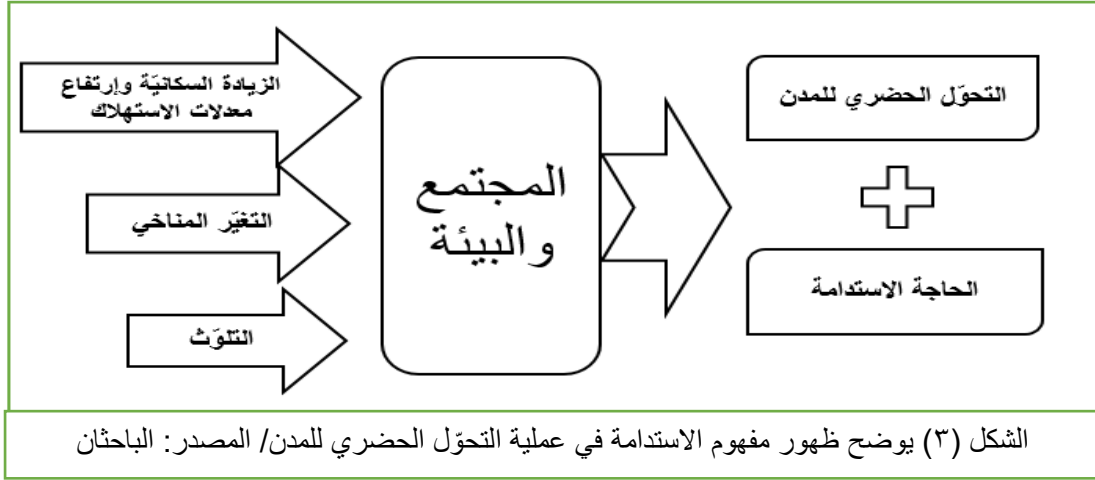 الزيادة السكانيّة وإرتفاع
معدلات الاستهلاك
التغيّر المناخي
التلوّث
المجتمع
والبيئة
التحوّل الحضري للمدن
الحاجة الاستدامة
الشكل (٣) يوضح ظهور مفهوم الاستدامة في عملية التحوّل الحضري للمدن/ المصدر: الباحثان